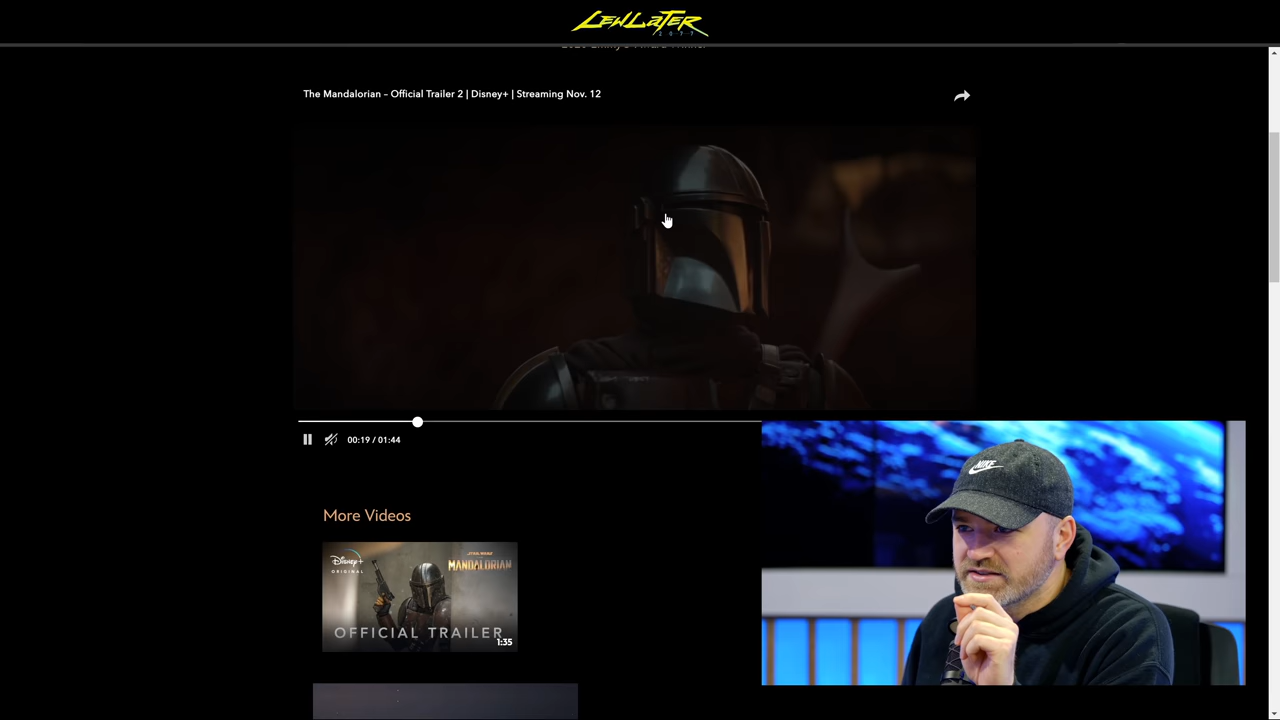 LEWLATER
2077
The Mandalorian – Official Trailer 2 | Disney+ | Streaming Nov. 12
00:19 / 01:44
More Videos
Disney+
ORIGINAL
STAR WARS
MANDALORIAN
OFFICIAL TRAILER
1:35
NIKE